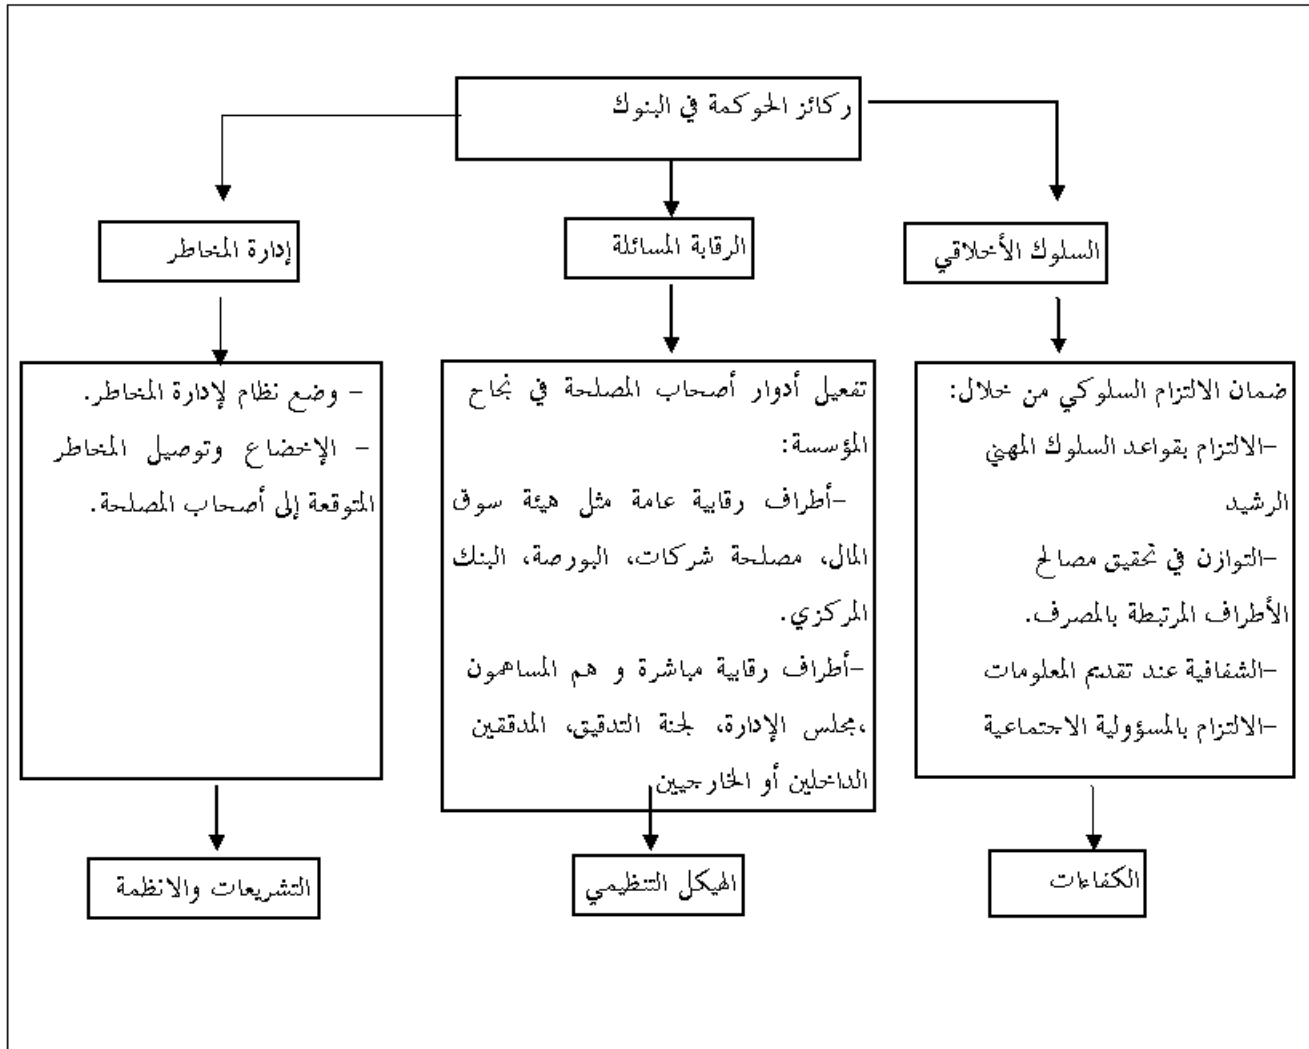 ركائز الحوكمة في البنوك
السلوك الأخلاقي
الرقابة المسائلة
إدارة المخاطر
ضمان الالتزام السلوكي من خلال:
-الالتزام بقواعد السلوك المهني
الرشيد
-التوازن في تحقيق مصالح
الأطراف المرتبطة بالمصرف.
-الشفافية عند تقديم المعلومات
-الالتزام بالمسؤولية الاجتماعية
تفعيل أدوار أصحاب المصلحة في نجاح
المؤسسة:
-أطراف رقابية عامة مثل هيئة سوق
المال، مصلحة شركات، البورصة، البنك
المركزي.
-أطراف رقابية مباشرة و هم المساهمون
،مجلس الإدارة، لجنة التدقيق، المدققين
الداخلين أو الخارجيين
- وضع نظام لإدارة المخاطر.
- الإخضاع وتوصيل المخاطر
المتوقعة إلى أصحاب المصلحة.
الكفاءات
الهيكل التنظيمي
التشريعات والانظمة